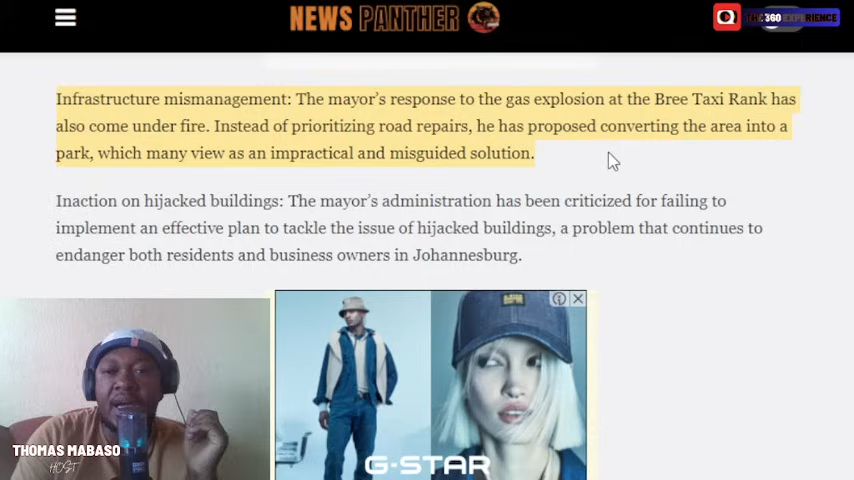 NEWS PANTHER
THE 360 EXPERIENCE
Infrastructure mismanagement: The mayor's response to the gas explosion at the Bree Taxi Rank has
also come under fire. Instead of prioritizing road repairs, he has proposed converting the area into a
park, which many view as an impractical and misguided solution.
Inaction on hijacked buildings: The mayor's administration has been criticized for failing to
implement an effective plan to tackle the issue of hijacked buildings, a problem that continues to
endanger both residents and business owners in Johannesburg.
THOMAS MABASO
HOST
G-STAR